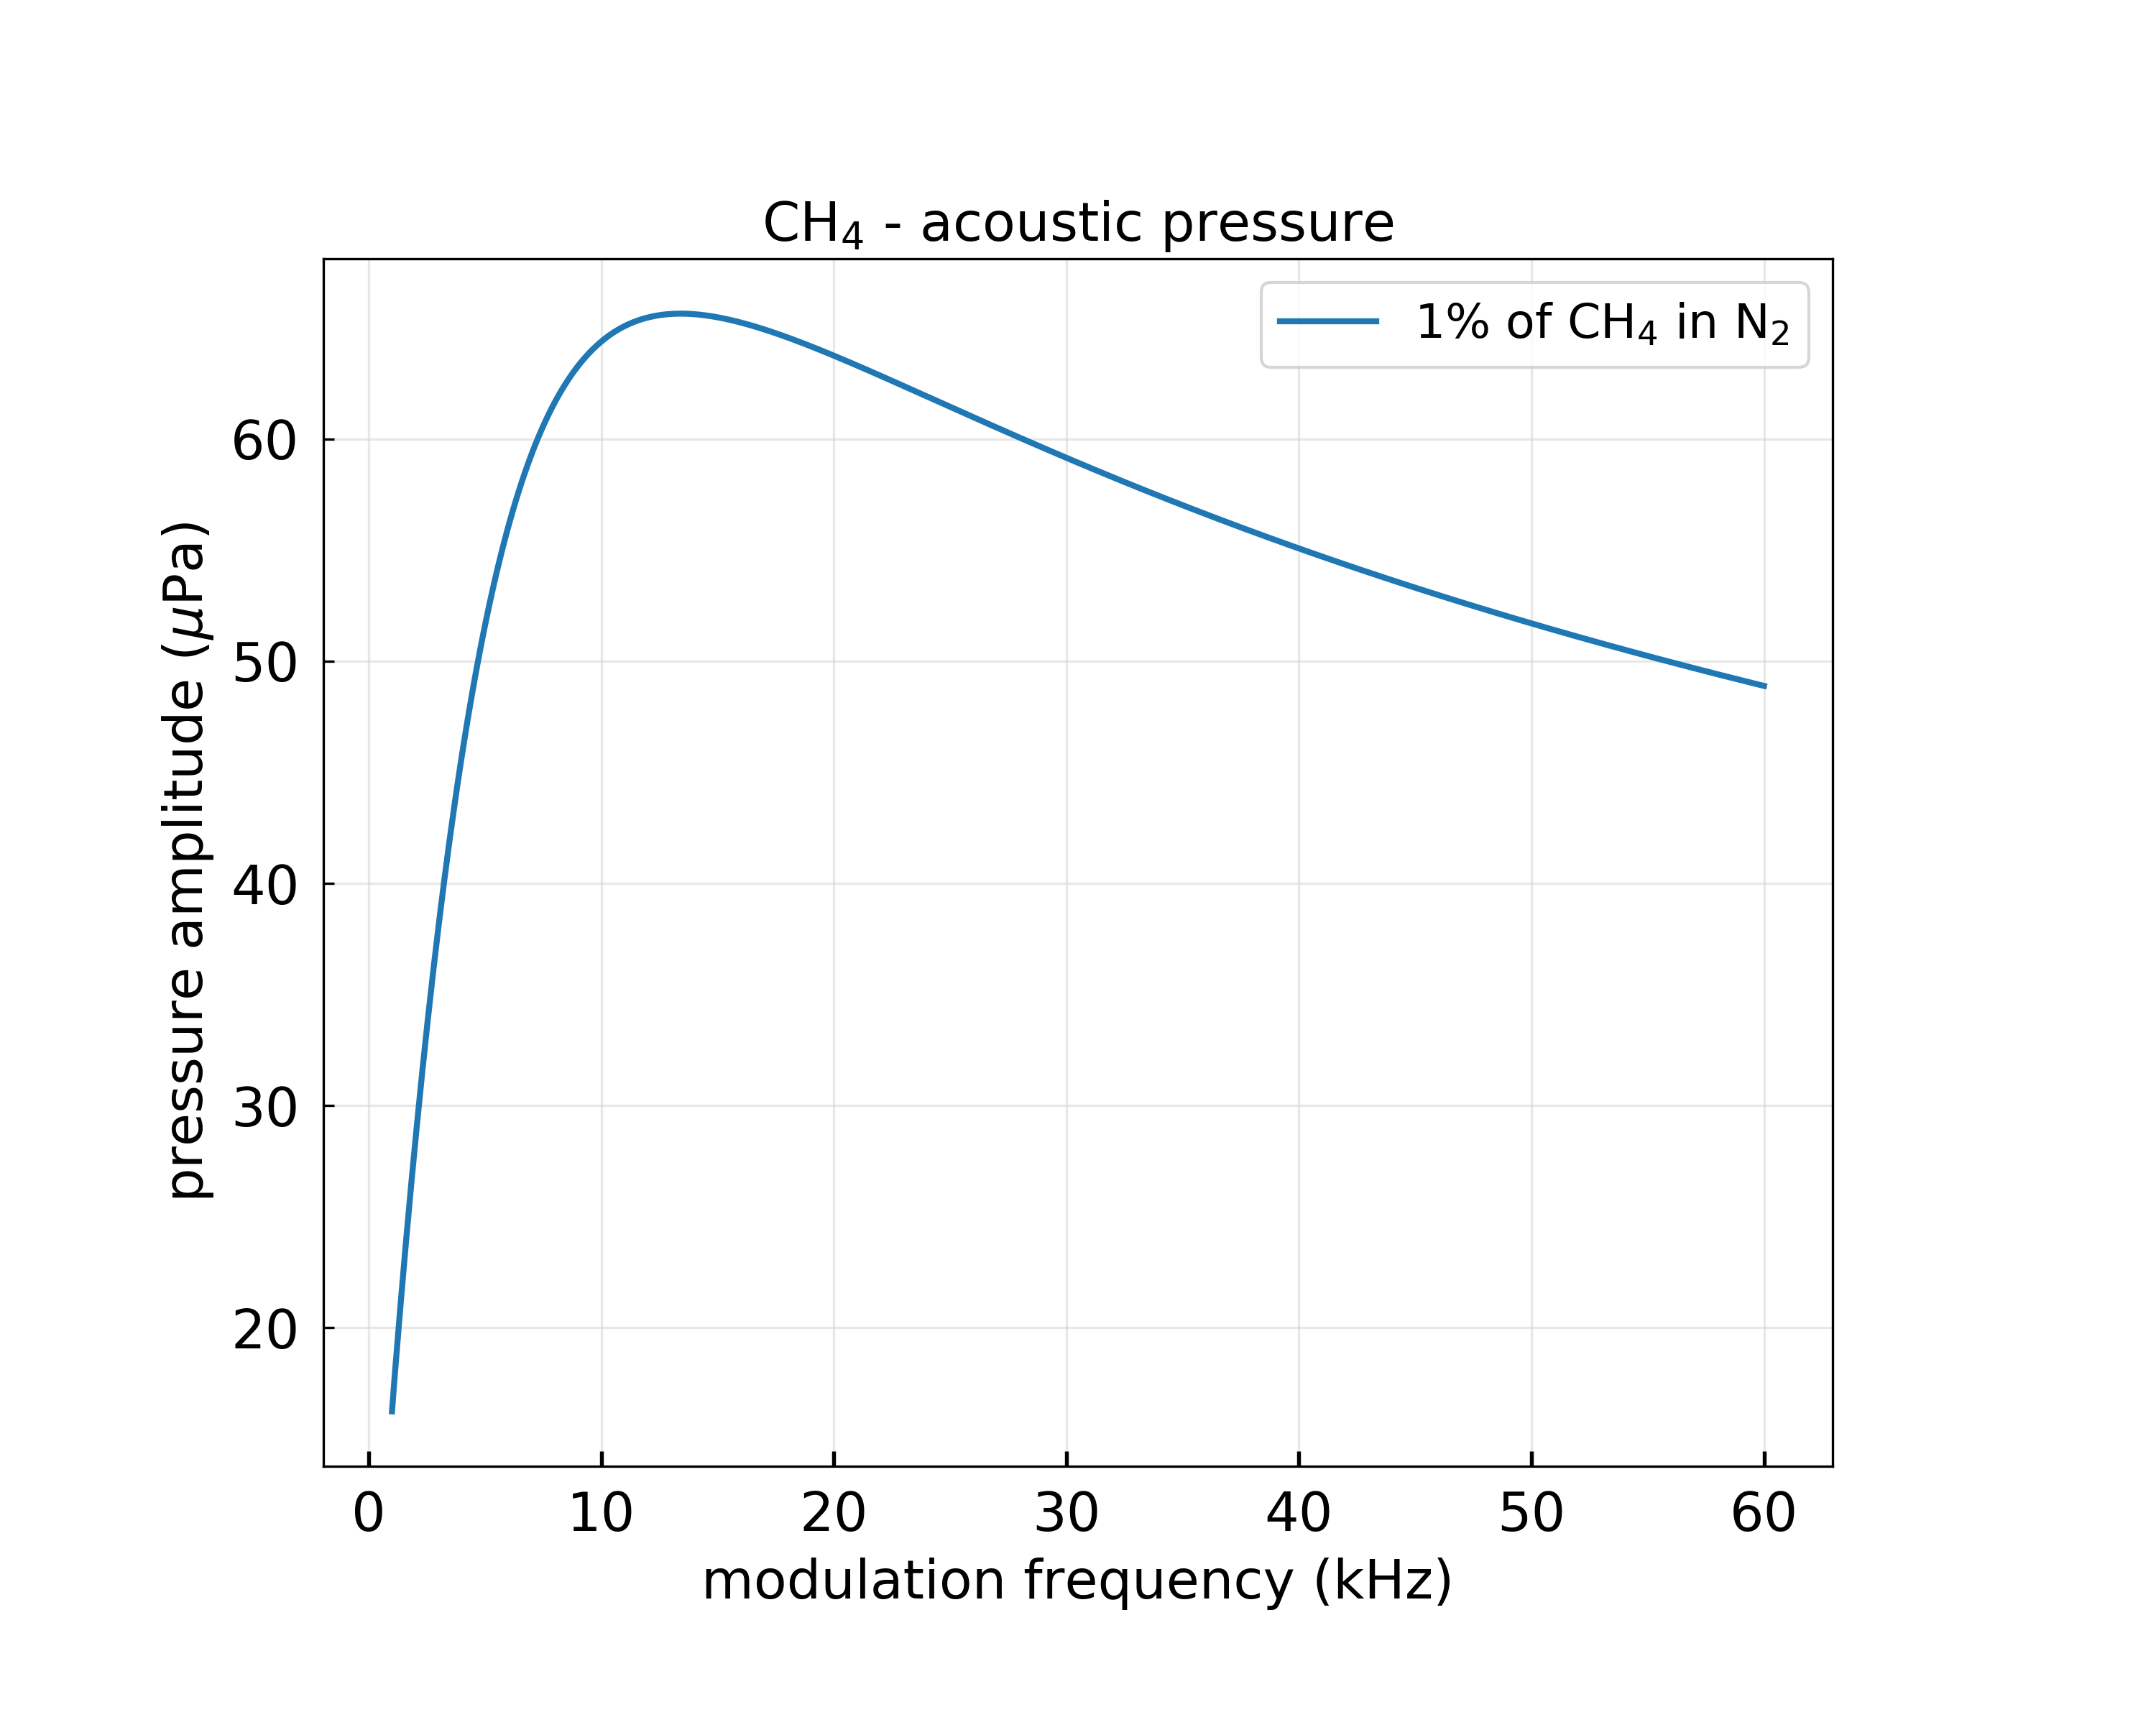 CH₄ - acoustic pressure
1% of CH₄ in N₂
pressure amplitude (μPa)
60
50
40
30
20
0 10 20 30 40 50 60
modulation frequency (kHz)